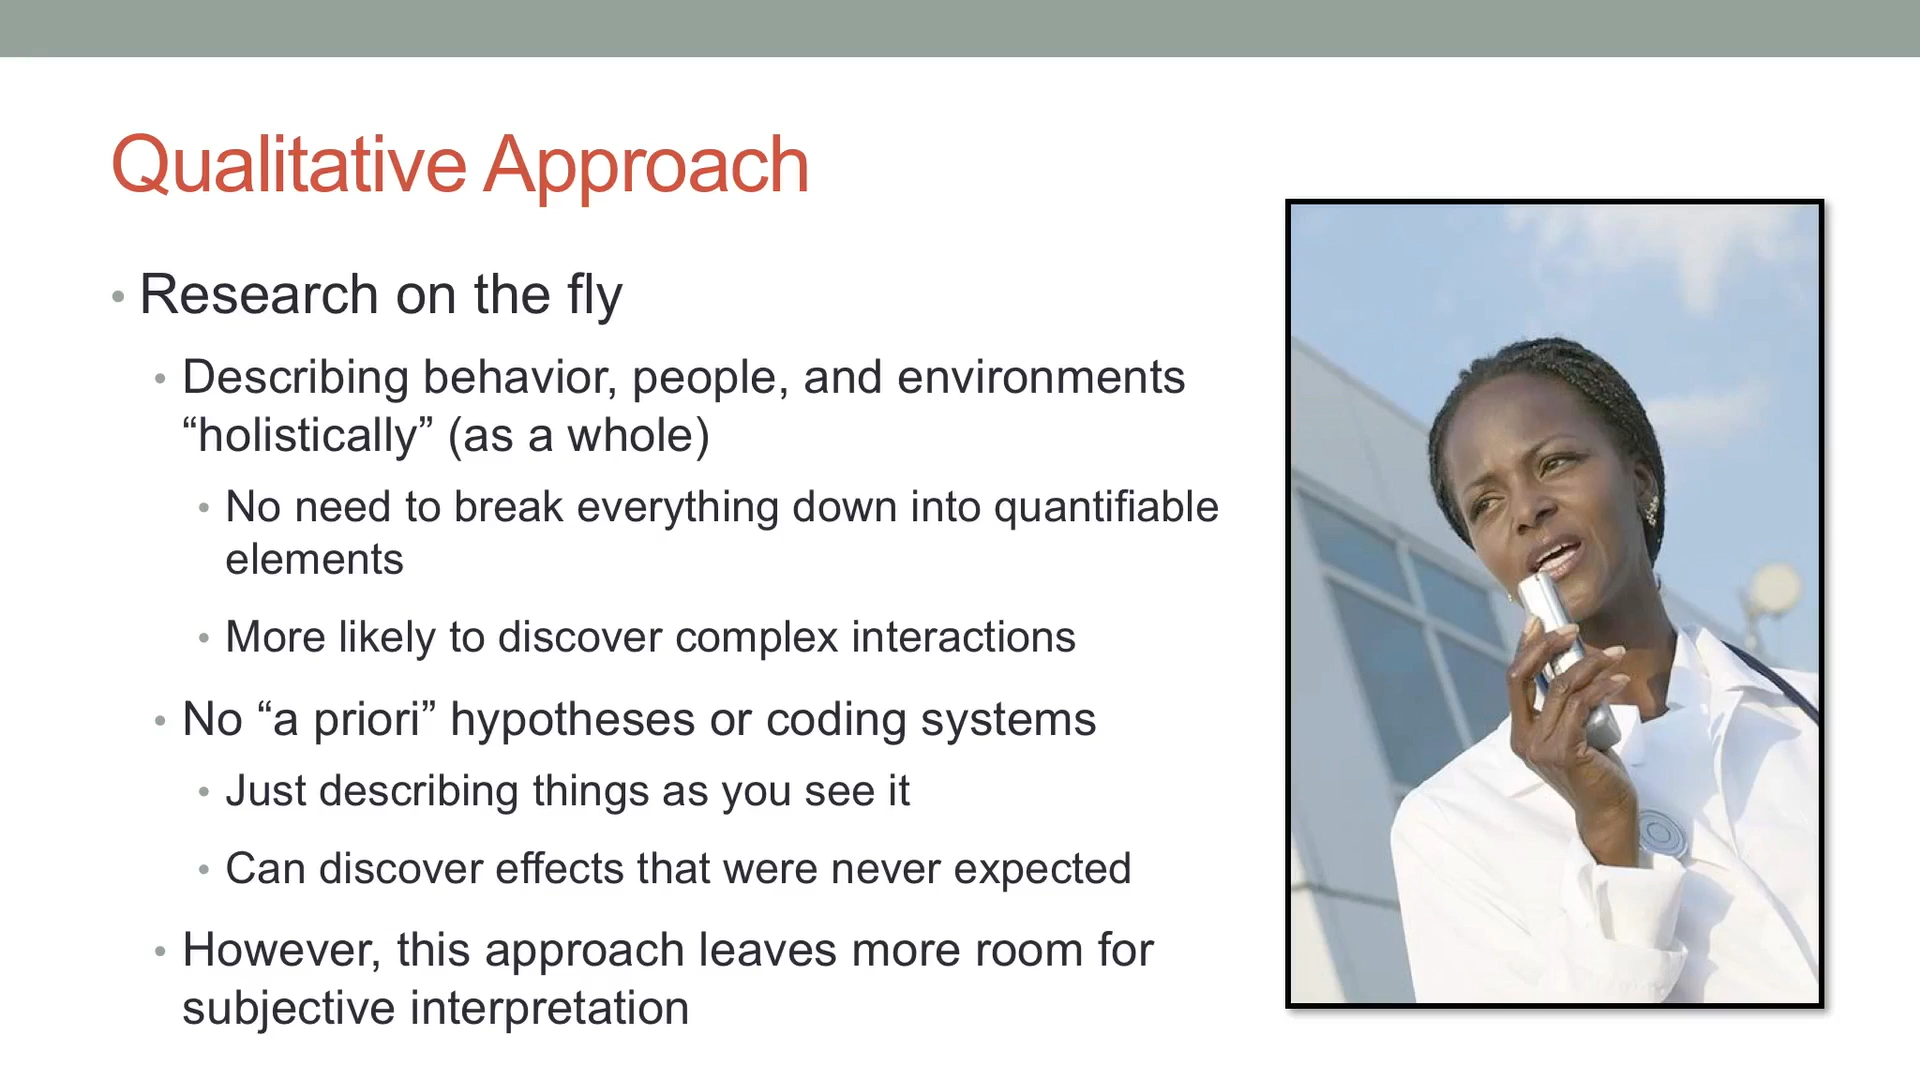 Qualitative Approach
• Research on the fly
• Describing behavior, people, and environments
“holistically” (as a whole)
• No need to break everything down into quantifiable
elements
• More likely to discover complex interactions
• No “a priori” hypotheses or coding systems
• Just describing things as you see it
• Can discover effects that were never expected
• However, this approach leaves more room for
subjective interpretation